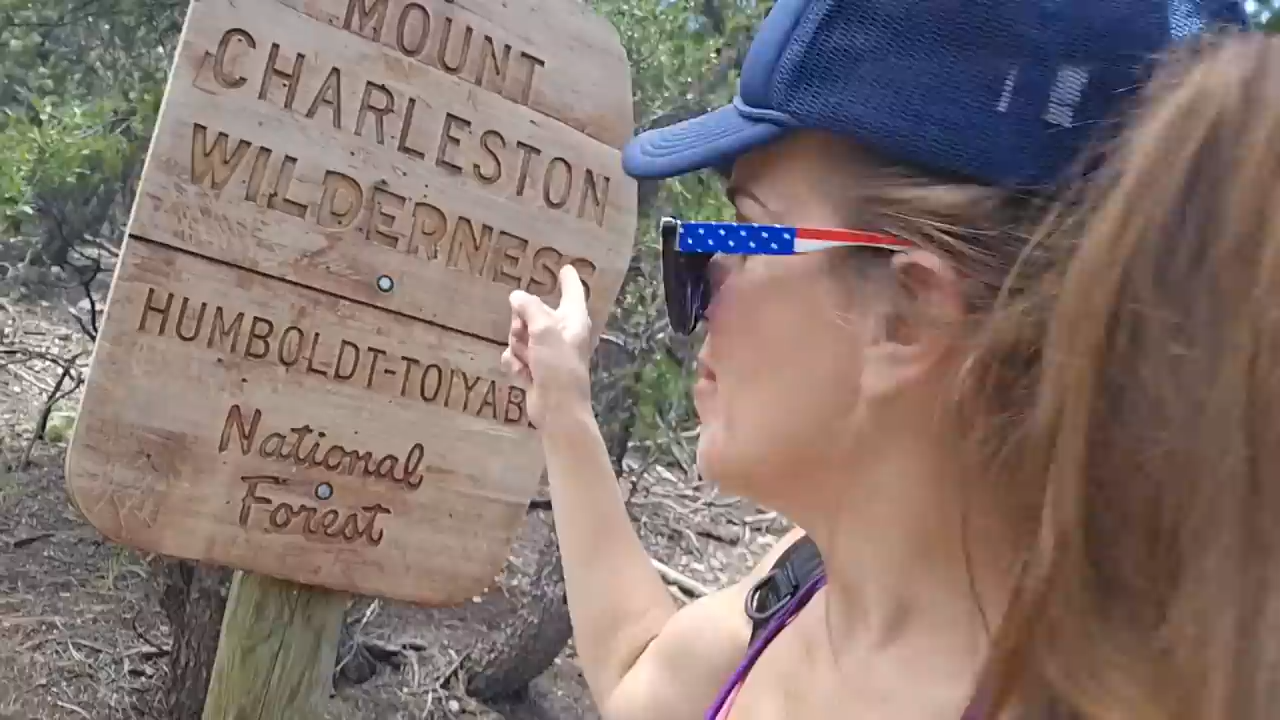 MOUNT
CHARLESTON
WILDERNESS
HUMBOLDT-TOIYAB
National
Forest